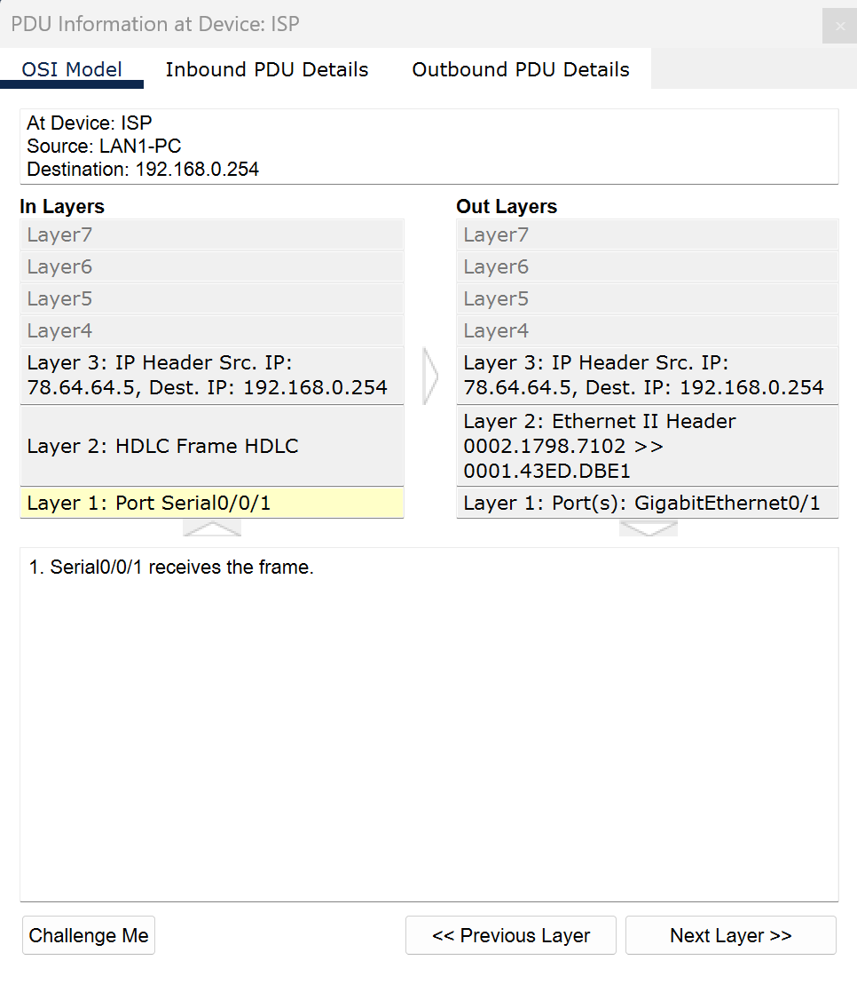 PDU Information at Device: ISP
×
OSI Model
Inbound PDU Details
Outbound PDU Details
At Device: ISP
Source: LAN1-PC
Destination: 192.168.0.254
In Layers
Layer7
Layer6
Layer5
Layer4
Layer 3: IP Header Src. IP:
78.64.64.5, Dest. IP: 192.168.0.254
Layer 2: HDLC Frame HDLC
Layer 1: Port Serial0/0/1
Out Layers
Layer7
Layer6
Layer5
Layer4
Layer 3: IP Header Src. IP:
78.64.64.5, Dest. IP: 192.168.0.254
Layer 2: Ethernet II Header
0002.1798.7102 >>
0001.43ED.DBE1
Layer 1: Port(s): GigabitEthernet0/1
1. Serial0/0/1 receives the frame.
Challenge Me
<< Previous Layer
Next Layer >>